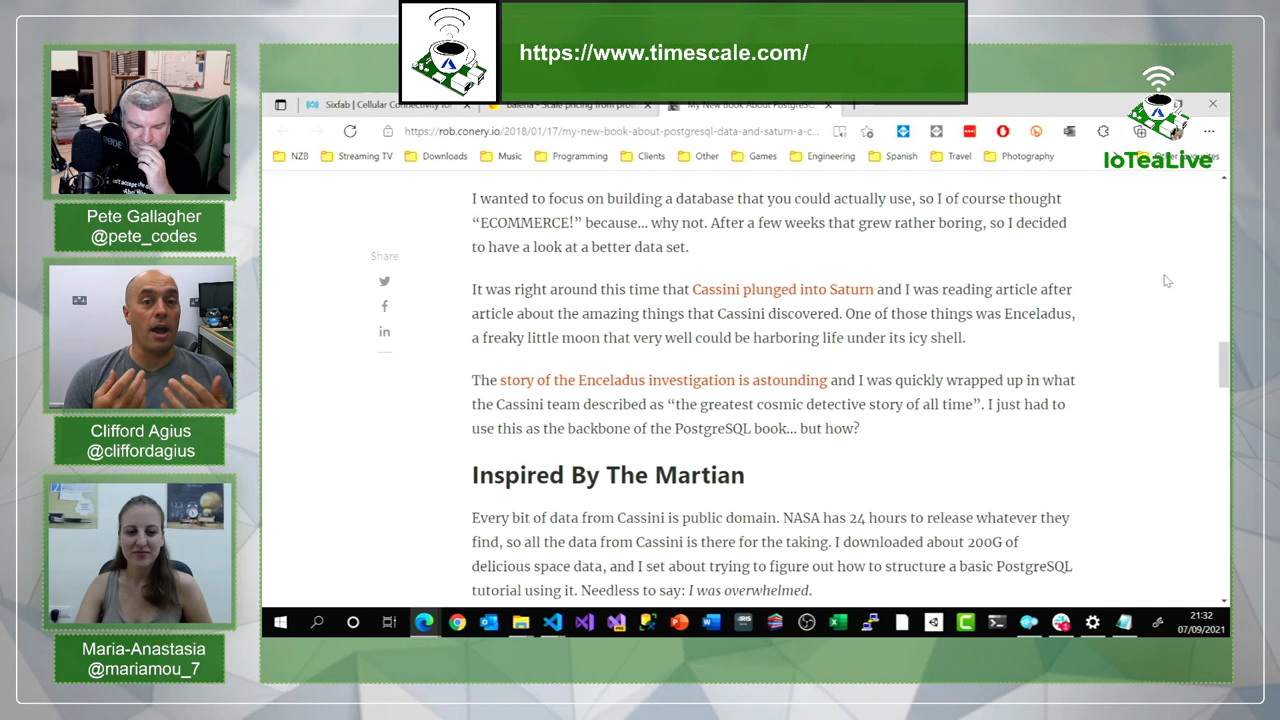 https://www.timescale.com/
Pete Gallagher
@pete_codes
Clifford Agius
@cliffordagius
Maria-Anastasia
@mariamou_7
IoTeaLive
Sixfab | Cellular Connectivity
My New Book About PostgreS
https://rob.conery.io/2018/01/17/my-new-book-about-postgresql-data-and-saturn-a-c...
NZB
Streaming TV
Downloads
Music
Programming
Clients
Other
Games
Engineering
Spanish
Travel
Photography
I wanted to focus on building a database that you could actually use, so I of course thought
“ECOMMERCE!” because... why not. After a few weeks that grew rather boring, so I decided
to have a look at a better data set.
Share
It was right around this time that Cassini plunged into Saturn and I was reading article after
article about the amazing things that Cassini discovered. One of those things was Enceladus,
a freaky little moon that very well could be harboring life under its icy shell.
The story of the Enceladus investigation is astounding and I was quickly wrapped up in what
the Cassini team described as “the greatest cosmic detective story of all time”. I just had to
use this as the backbone of the PostgreSQL book... but how?
Inspired By The Martian
Every bit of data from Cassini is public domain. NASA has 24 hours to release whatever they
find, so all the data from Cassini is there for the taking. I downloaded about 200G of
delicious space data, and I set about trying to figure out how to structure a basic PostgreSQL
tutorial using it. Needless to say: I was overwhelmed.
21:32
07/09/2021